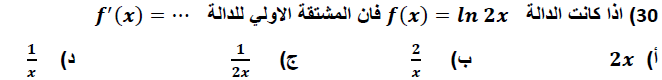 30) اذا كانت الدالة f(x) = ln 2x فان المشتقة الاولي للدالة f′(x) = ⋯
أ) 2x ب) 2/x ج) 1/2x د) 1/x